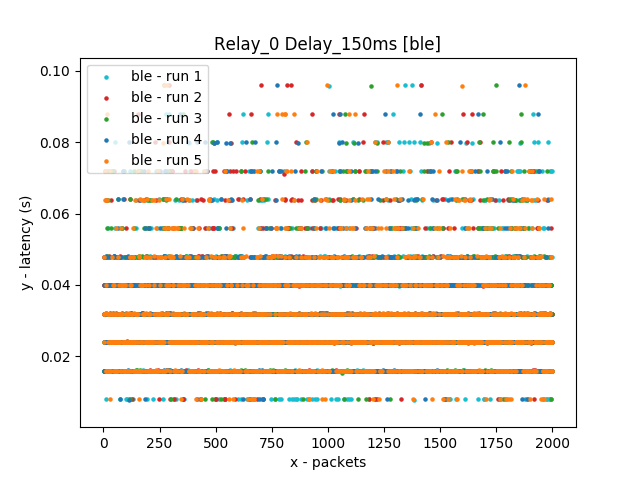 Relay_0 Delay_150ms [ble]
0.10
0.08
0.06
0.04
0.02
y - latency (s)
ble - run 1
ble - run 2
ble - run 3
ble - run 4
ble - run 5
0 250 500 750 1000 1250 1500 1750 2000
x - packets